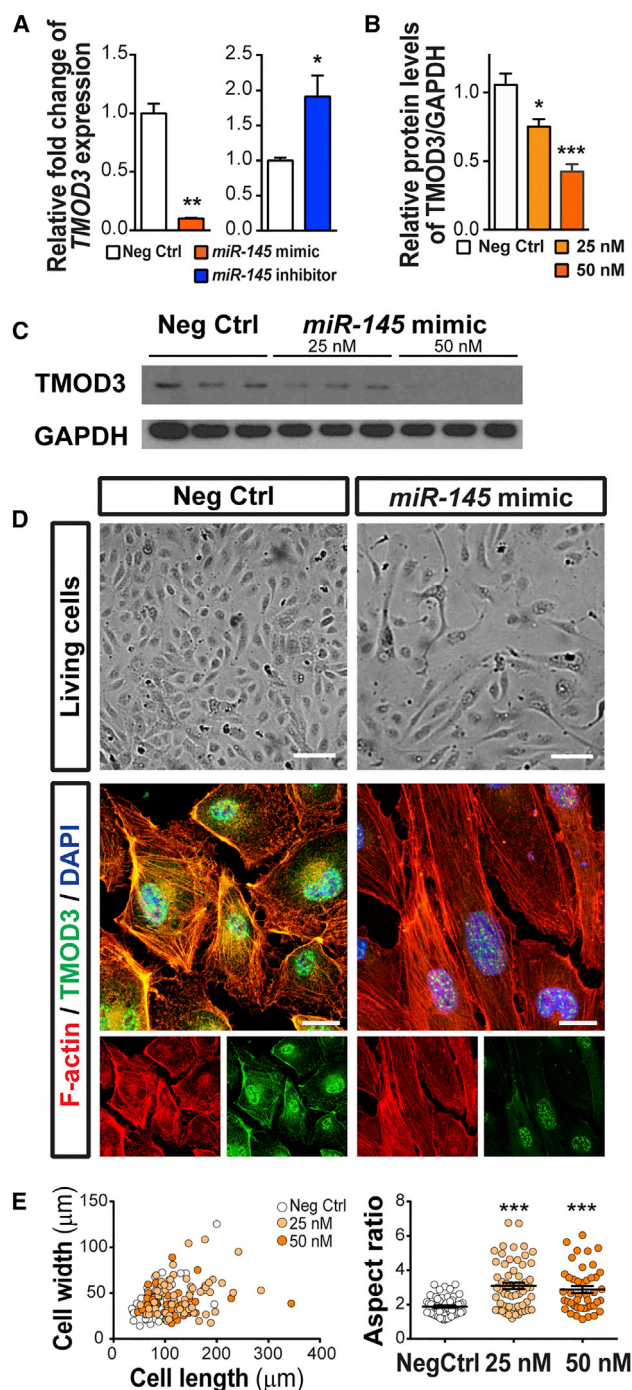 A
B
Relative fold change of
TMOD3 expression
1.0
0.5
0.0
**
2.5
2.0
1.5
1.0
0.5
0.0
*
Neg Ctrl
miR-145 mimic
miR-145 inhibitor
Relative protein levels
of TMOD3/GAPDH
1.0
0.5
0.0
*
***
Neg Ctrl
25 nM
50 nM
C
Neg Ctrl
miR-145 mimic
25 nM
50 nM
TMOD3
GAPDH
D
Neg Ctrl
miR-145 mimic
Living cells
F-actin / TMOD3 / DAPI
E
Cell width (μm)
150
100
50
0
0
100
200
300
400
Cell length (μm)
Neg Ctrl
25 nM
50 nM
Aspect ratio
8
6
4
2
0
***
***
NegCtrl
25 nM
50 nM